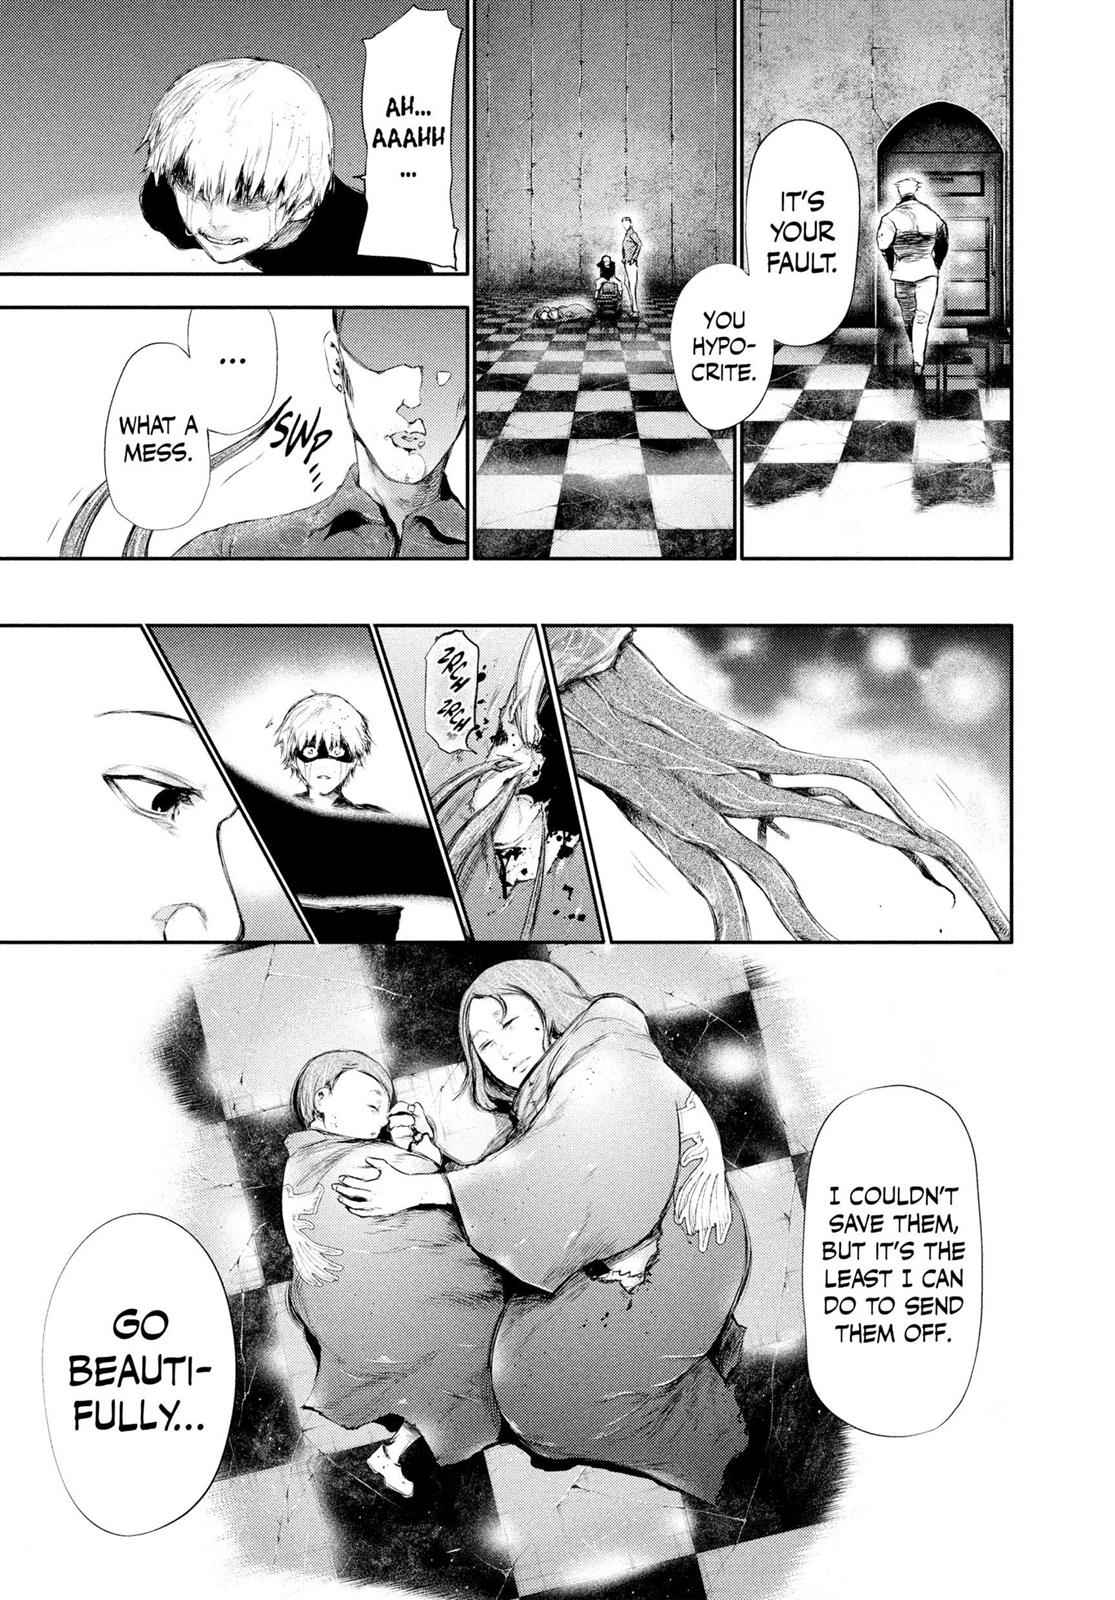 IT'S
YOUR
FAULT.
YOU
HYPO-
CRITE.
AH...
AAAHH
...
...
WHAT A
MESS.
SWP...
ZRCH
ZRCH
I COULDN'T
SAVE THEM,
BUT IT'S THE
LEAST I CAN
DO TO SEND
THEM OFF.
GO
BEAUTI-
FULLY...